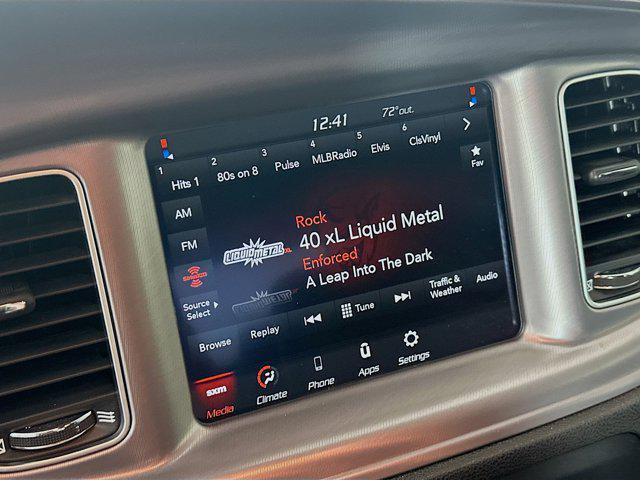 12:41
72°out.
1 Hits 1
2 80s on 8
3 Pulse
4 MLBRadio
5 Elvis
6 ClsVinyl
Fav
AM
FM
Source
Select
LIQUIDMETAL XL
Rock
40 xL Liquid Metal
Enforced
A Leap Into The Dark
Browse
Replay
Tune
Traffic &
Weather
Audio
sxm
Media
Climate
Phone
Apps
Settings